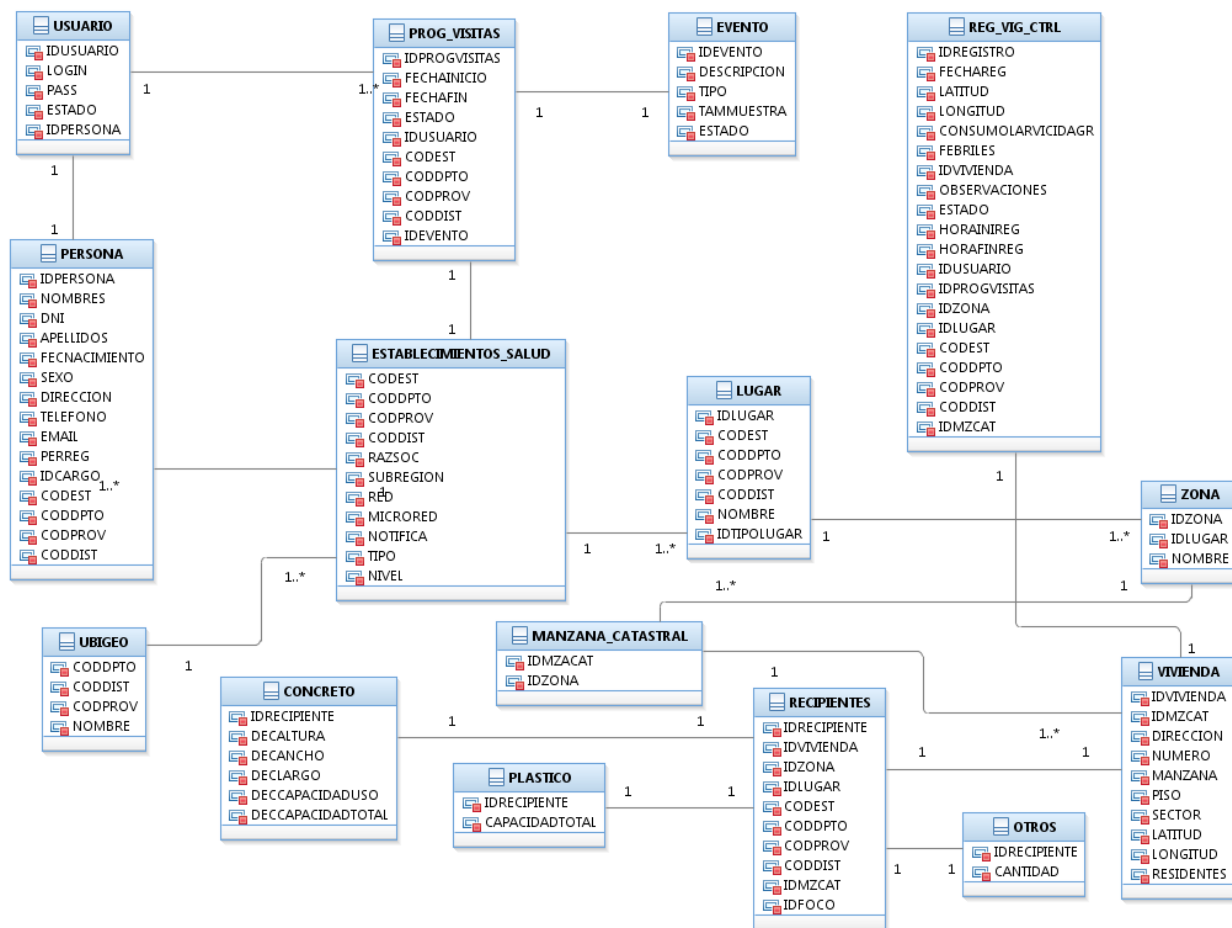 USUARIO
IDUSUARIO
LOGIN
PASS
ESTADO
IDPERSONA
1
1..*
1
1
PROG_VISITAS
IDPROGVISITAS
FECHAINICIO
FECHAFIN
ESTADO
IDUSUARIO
CODEST
CODDPTO
CODPROV
CODDIST
IDEVENTO
1
1
1
1
EVENTO
IDEVENTO
DESCRIPCION
TIPO
TAMMUESTRA
ESTADO
REG_VIG_CTRL
IDREGISTRO
FECHAREG
LATITUD
LONGITUD
CONSUMOLARVICIDAGR
FEBRILES
IDVIVIENDA
OBSERVACIONES
ESTADO
HORAINIREG
HORAFINREG
IDUSUARIO
IDPROGVISITAS
IDZONA
IDLUGAR
CODEST
CODDPTO
CODPROV
CODDIST
IDMZCAT
1
1
PERSONA
IDPERSONA
NOMBRES
DNI
APELLIDOS
FECNACIMIENTO
SEXO
DIRECCION
TELEFONO
EMAIL
PERREG
IDCARGO
CODEST
CODDPTO
CODPROV
CODDIST
1..*
1
ESTABLECIMIENTOS_SALUD
CODEST
CODDPTO
CODPROV
CODDIST
RAZSOC
SUBREGION
RED
MICRORED
NOTIFICA
TIPO
NIVEL
1
1..*
LUGAR
IDLUGAR
CODEST
CODDPTO
CODPROV
CODDIST
NOMBRE
IDTIPOLUGAR
1
1..*
ZONA
IDZONA
IDLUGAR
NOMBRE
1
1..*
UBIGEO
CODDPTO
CODDIST
CODPROV
NOMBRE
1
1..*
CONCRETO
IDRECIPIENTE
DECALTURA
DECANCHO
DECLARGO
DECCAPACIDADUSO
DECCAPACIDADTOTAL
1
1
MANZANA_CATASTRAL
IDMZACAT
IDZONA
1
1..*
PLASTICO
IDRECIPIENTE
CAPACIDADTOTAL
1
1
RECIPIENTES
IDRECIPIENTE
IDVIVIENDA
IDZONA
IDLUGAR
CODEST
CODDPTO
CODPROV
CODDIST
IDMZCAT
IDFOCO
1
1
1
1
OTROS
IDRECIPIENTE
CANTIDAD
VIVIENDA
IDVIVIENDA
IDMZCAT
DIRECCION
NUMERO
MANZANA
PISO
SECTOR
LATITUD
LONGITUD
RESIDENTES